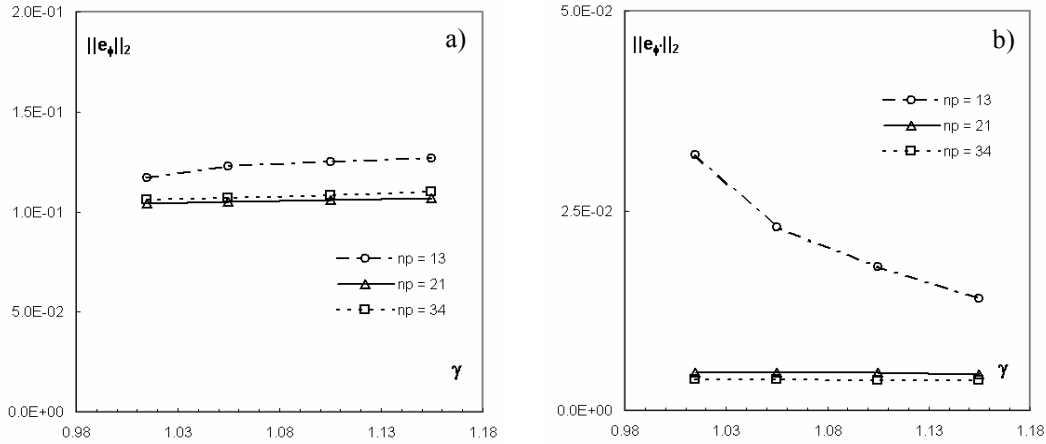 2.0E-01
||eϕ||2
a)
1.5E-01
1.0E-01
np = 13
np = 21
np = 34
5.0E-02
γ
0.0E+00
0.98
1.03
1.08
1.13
1.18
5.0E-02
||eϕ'||2
b)
np = 13
np = 21
np = 34
2.5E-02
γ
0.0E+00
0.98
1.03
1.08
1.13
1.18